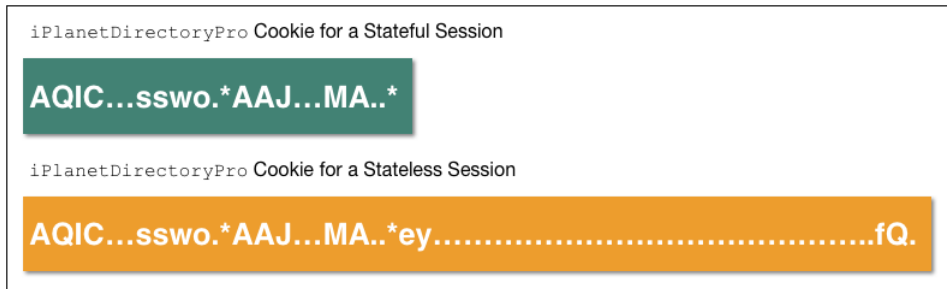 iPlanetDirectoryPro Cookie for a Stateful Session
AQIC...sswo.*AAJ...MA..*
iPlanetDirectoryPro Cookie for a Stateless Session
AQIC...sswo.*AAJ...MA..*ey................................................fQ.